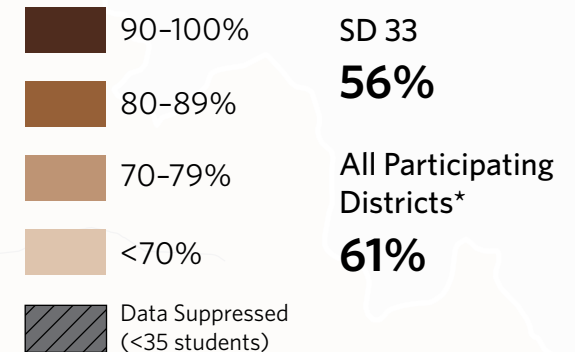 90–100%
80–89%
70–79%
<70%
Data Suppressed
(<35 students)
SD 33
56%
All Participating
Districts*
61%